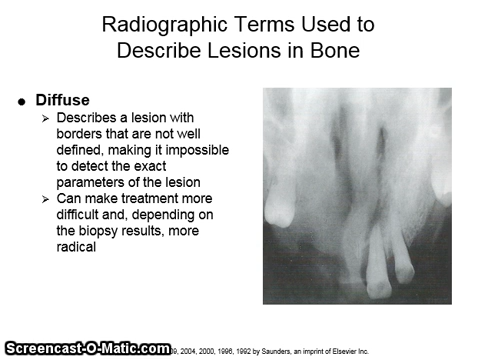 Radiographic Terms Used to
Describe Lesions in Bone
● Diffuse
➢ Describes a lesion with
borders that are not well
defined, making it impossible
to detect the exact
parameters of the lesion
➢ Can make treatment more
difficult and, depending on
the biopsy results, more
radical
Screencast-O-Matic.com
2004, 2000, 1996, 1992 by Saunders, an imprint of Elsevier Inc.